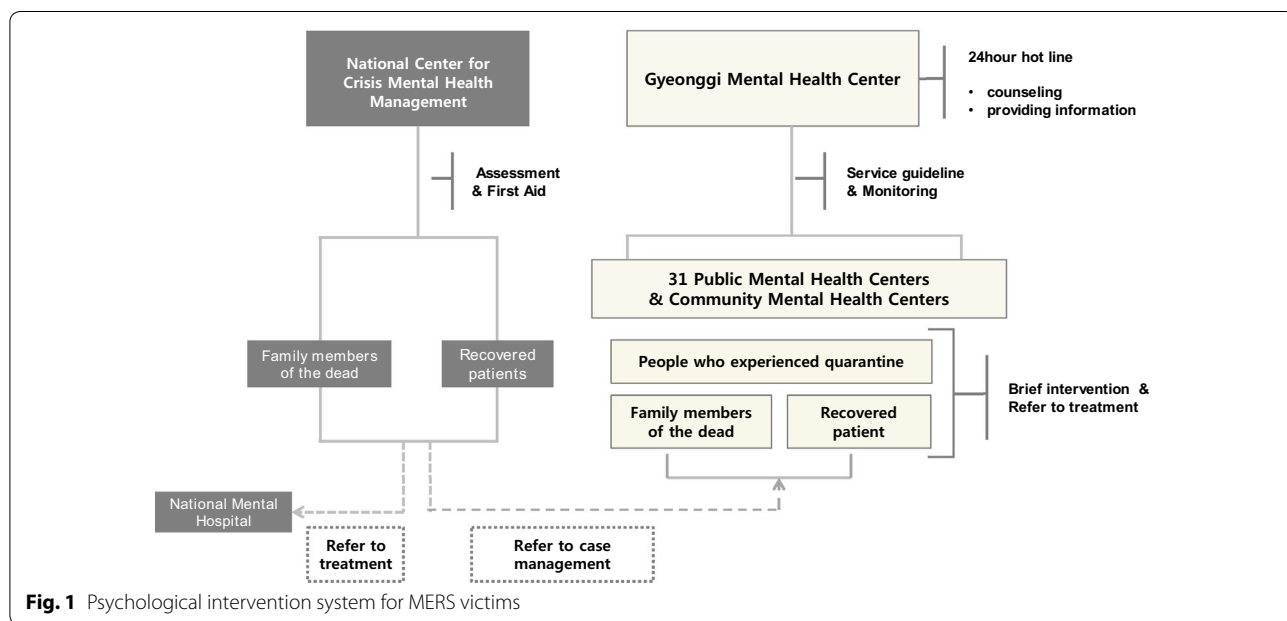 National Center for
Crisis Mental Health
Management
Gyeonggi Mental Health Center
24hour hot line
• counseling
• providing information
Assessment
& First Aid
Service guideline
& Monitoring
31 Public Mental Health Centers
& Community Mental Health Centers
Family members
of the dead
Recovered
patients
People who experienced quarantine
Family members
of the dead
Recovered
patient
Brief intervention &
Refer to treatment
National Mental
Hospital
Refer to
treatment
Refer to case
management
Fig. 1 Psychological intervention system for MERS victims